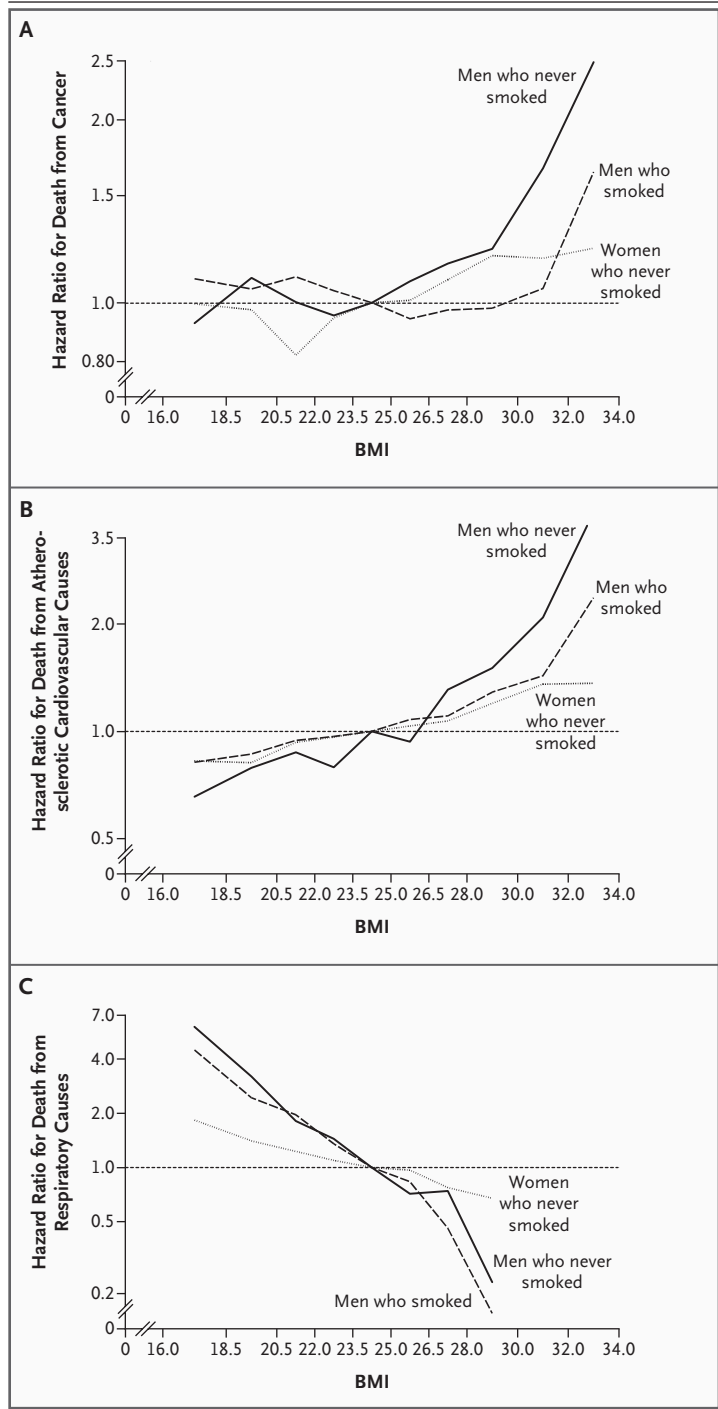 A
Hazard Ratio for Death from Cancer
2.5
2.0
1.5
1.0
0.80
0
Men who never
smoked
Men who
smoked
Women
who never
smoked
0 16.0 18.5 20.5 22.0 23.5 25.0 26.5 28.0 30.0 32.0 34.0
BMI
B
Hazard Ratio for Death from Athero-
sclerotic Cardiovascular Causes
3.5
2.0
1.0
0.5
0
Men who never
smoked
Men who
smoked
Women
who never
smoked
0 16.0 18.5 20.5 22.0 23.5 25.0 26.5 28.0 30.0 32.0 34.0
BMI
C
Hazard Ratio for Death from
Respiratory Causes
7.0
4.0
2.0
1.0
0.5
0.2
0
Women
who never
smoked
Men who never
smoked
Men who smoked
0 16.0 18.5 20.5 22.0 23.5 25.0 26.5 28.0 30.0 32.0 34.0
BMI